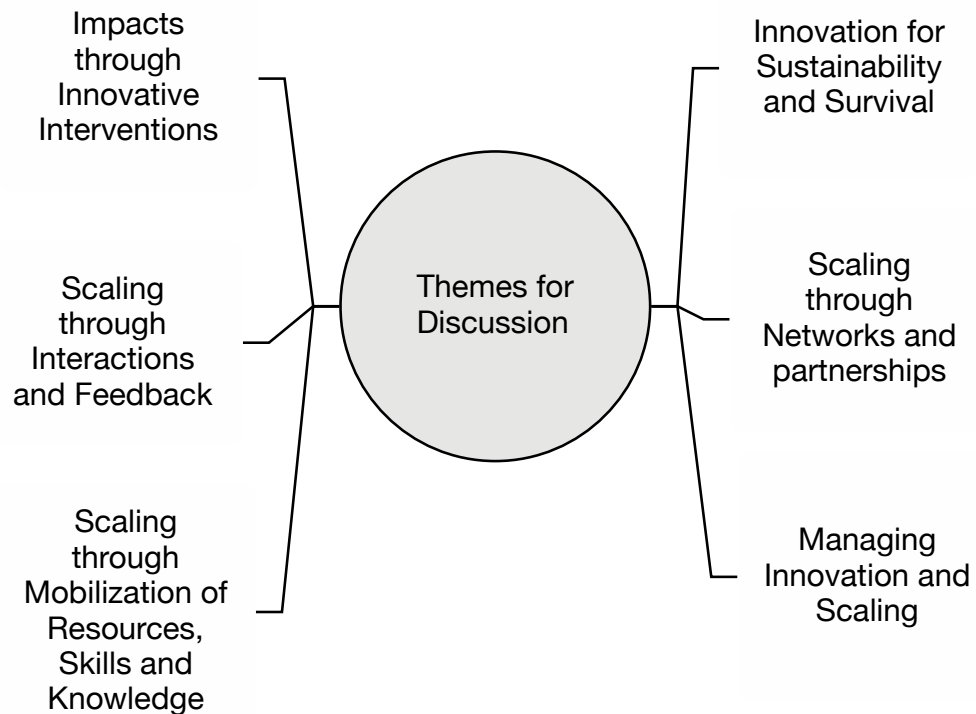 Impacts
through
Innovative
Interventions
Scaling
through
Interactions
and Feedback
Scaling
through
Mobilization of
Resources,
Skills and
Knowledge
Themes for
Discussion
Innovation for
Sustainability
and Survival
Scaling
through
Networks and
partnerships
Managing
Innovation and
Scaling